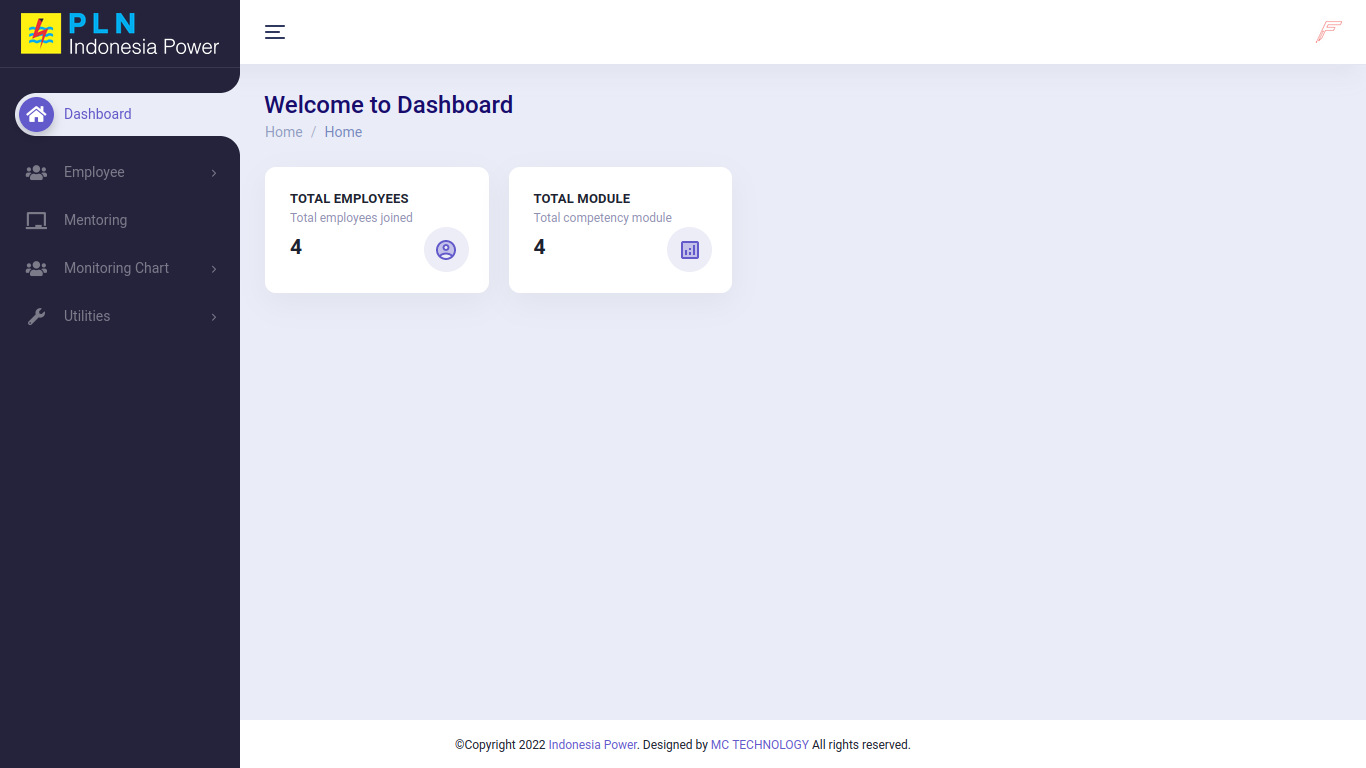 PLN
Indonesia Power
Dashboard
Employee
Mentoring
Monitoring Chart
Utilities
Welcome to Dashboard
Home / Home
TOTAL EMPLOYEES
Total employees joined
4
TOTAL MODULE
Total competency module
4
©Copyright 2022 Indonesia Power. Designed by MC TECHNOLOGY All rights reserved.